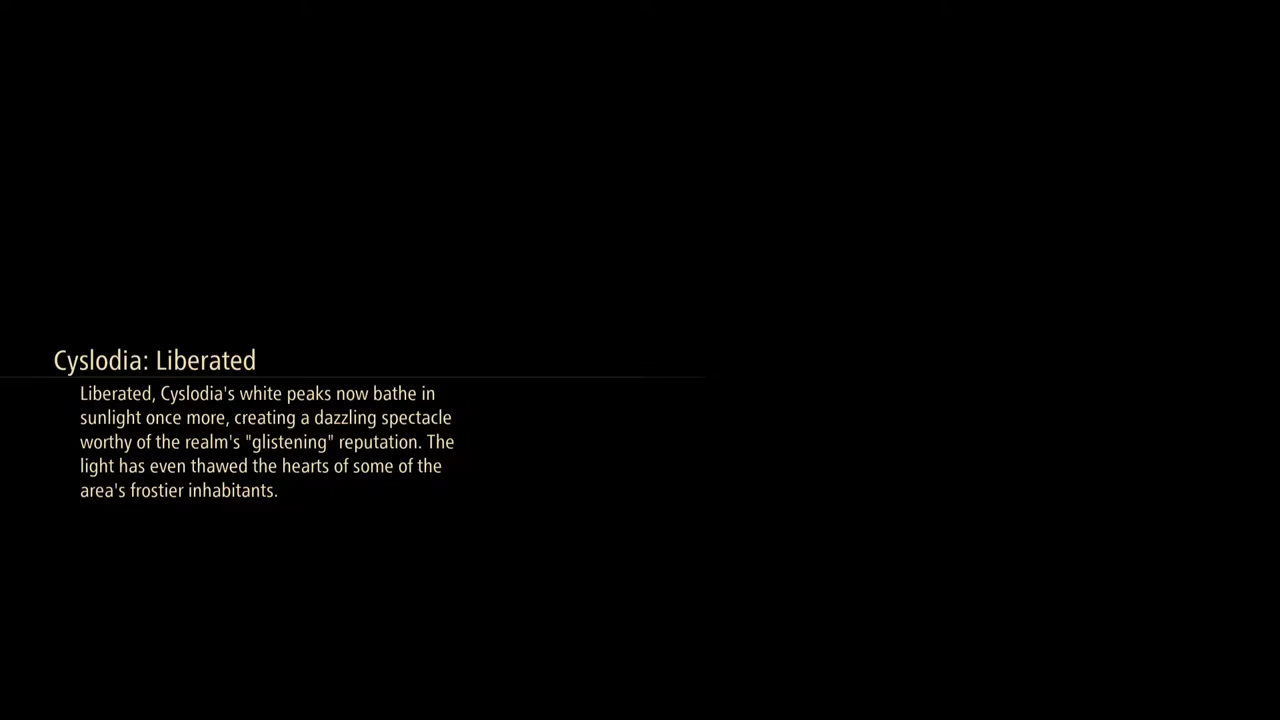 Cyslodia: Liberated
Liberated, Cyslodia's white peaks now bathe in
sunlight once more, creating a dazzling spectacle
worthy of the realm's "glistening" reputation. The
light has even thawed the hearts of some of the
area's frostier inhabitants.